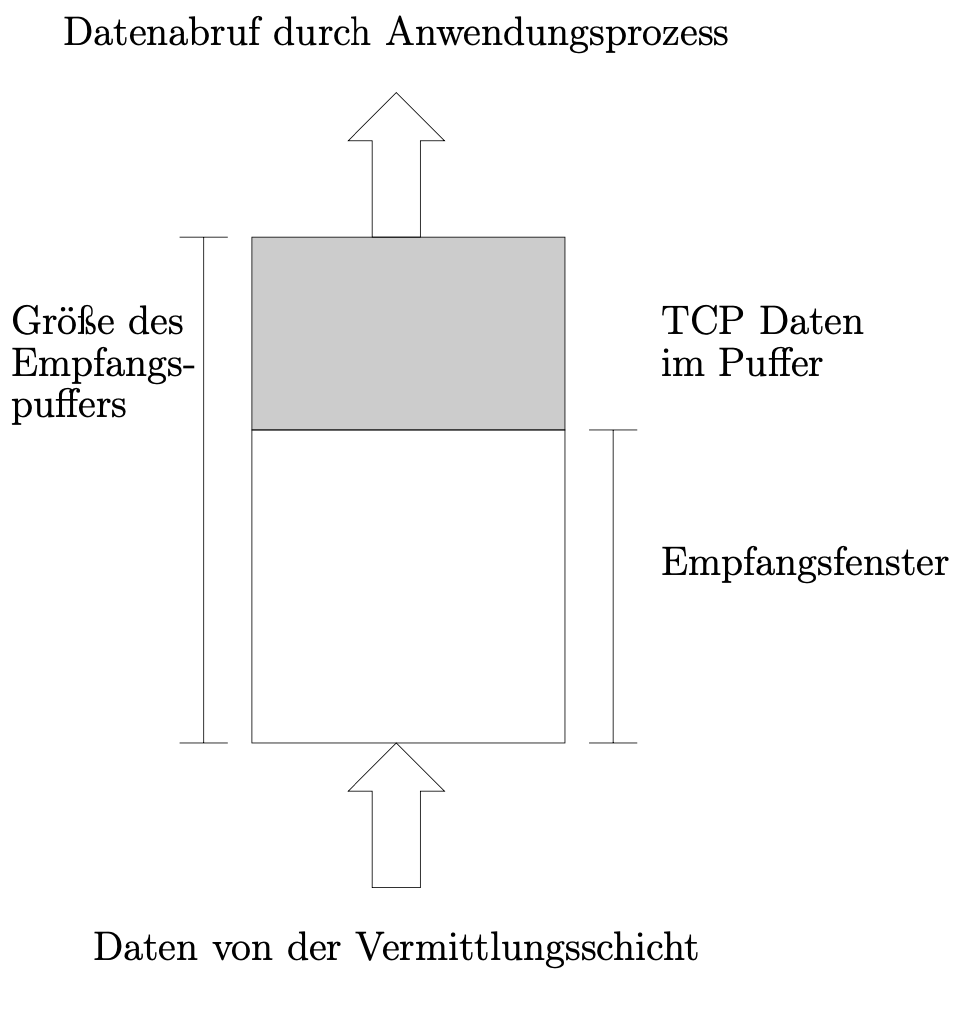 Datenabruf durch Anwendungsprozess
Größe des
Empfangs-
puffers
TCP Daten
im Puffer
Empfangsfenster
Daten von der Vermittlungsschicht